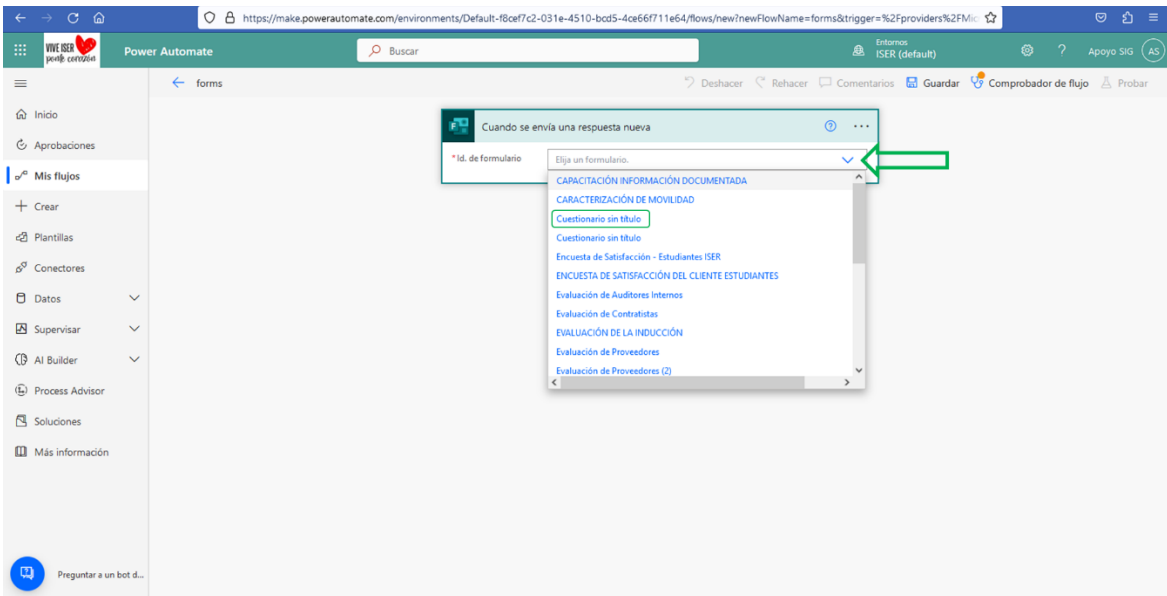 https://make.powerautomate.com/environments/Default-f8cef7c2-031e-4510-bcd5-4ce66f711e64/flows/new?newFlowName=forms&trigger=%2Fproviders%2FMic
VIVE ISER
ponle corazón
Power Automate
Buscar
Entornos
ISER (default)
?
Apoyo SIG
AS
forms
Deshacer
Rehacer
Comentarios
Guardar
Comprobador de flujo
Probar
Inicio
Aprobaciones
Mis flujos
Crear
Plantillas
Conectores
Datos
Supervisar
AI Builder
Process Advisor
Soluciones
Más información
Preguntar a un bot d...
Cuando se envía una respuesta nueva
*Id. de formulario
Elija un formulario.
CAPACITACIÓN INFORMACIÓN DOCUMENTADA
CARACTERIZACIÓN DE MOVILIDAD
Cuestionario sin título
Cuestionario sin título
Encuesta de Satisfacción - Estudiantes ISER
ENCUESTA DE SATISFACCIÓN DEL CLIENTE ESTUDIANTES
Evaluación de Auditores Internos
Evaluación de Contratistas
EVALUACIÓN DE LA INDUCCIÓN
Evaluación de Proveedores
Evaluación de Proveedores (2)